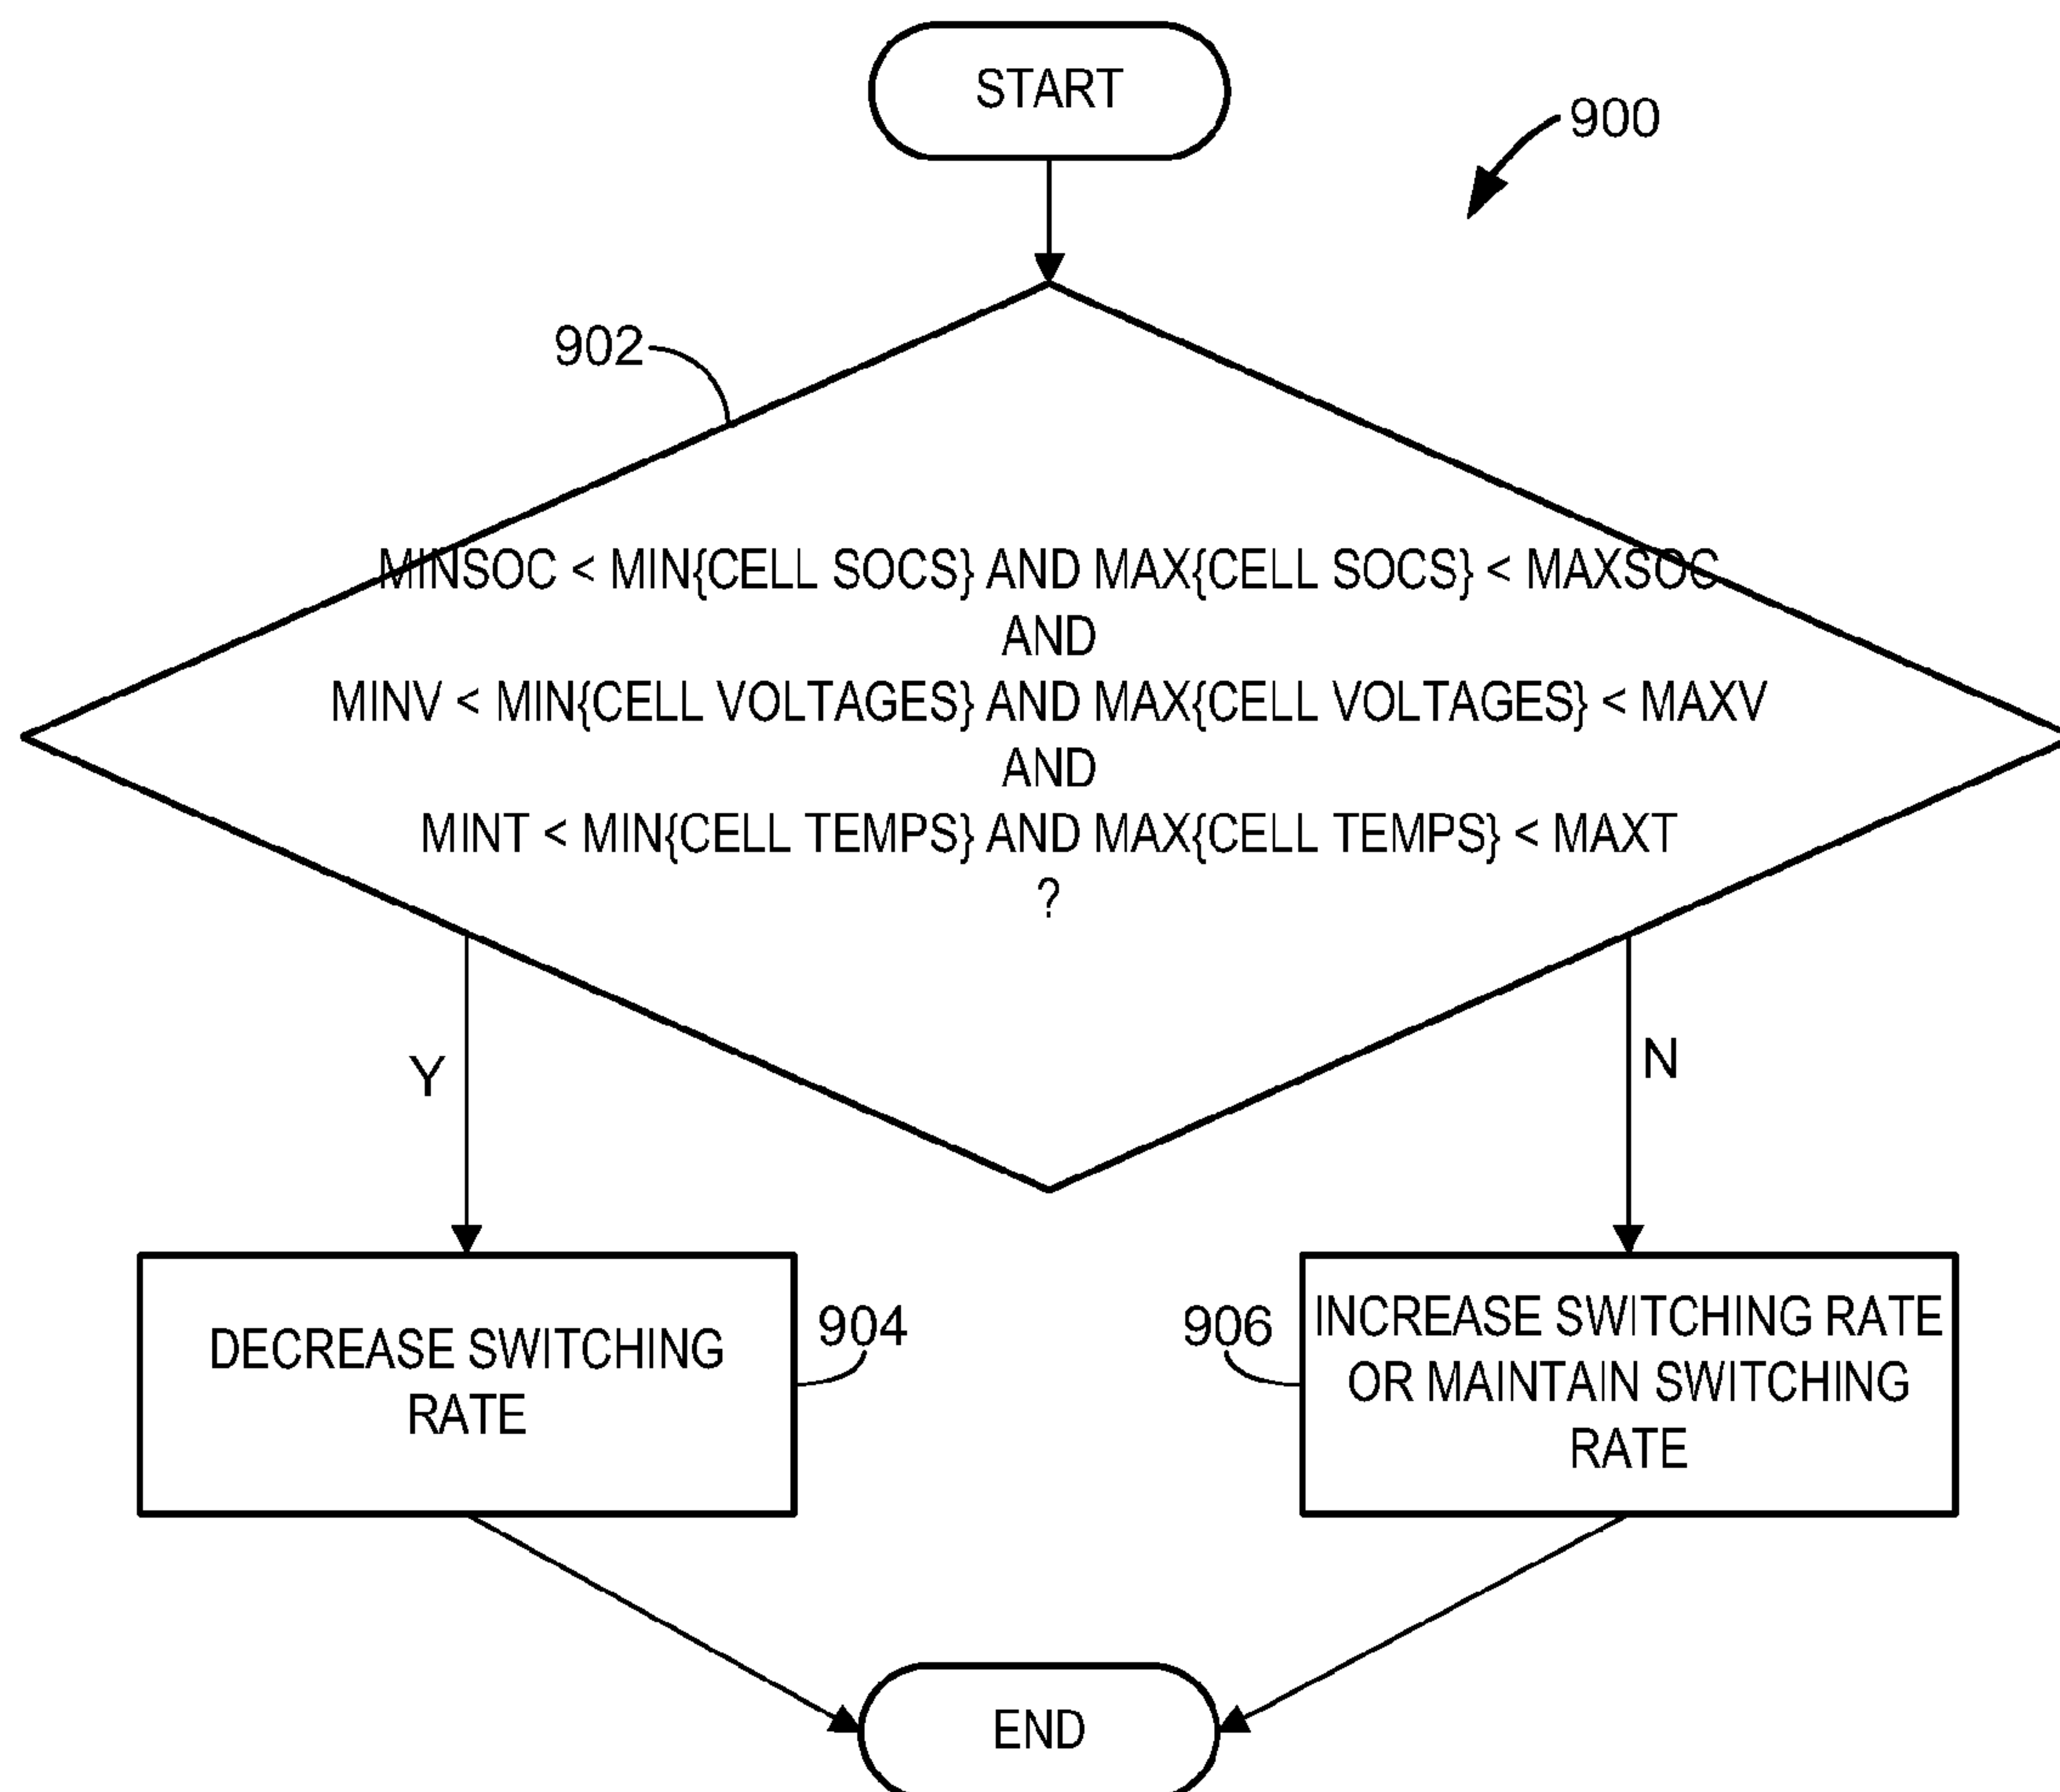 START
900
902
MINSOC < MIN{CELL SOCS} AND MAX{CELL SOCS} < MAXSOC
AND
MINV < MIN{CELL VOLTAGES} AND MAX{CELL VOLTAGES} < MAXV
AND
MINT < MIN{CELL TEMPS} AND MAX{CELL TEMPS} < MAXT
?
Y
N
DECREASE SWITCHING
RATE
904
906
INCREASE SWITCHING RATE
OR MAINTAIN SWITCHING
RATE
END